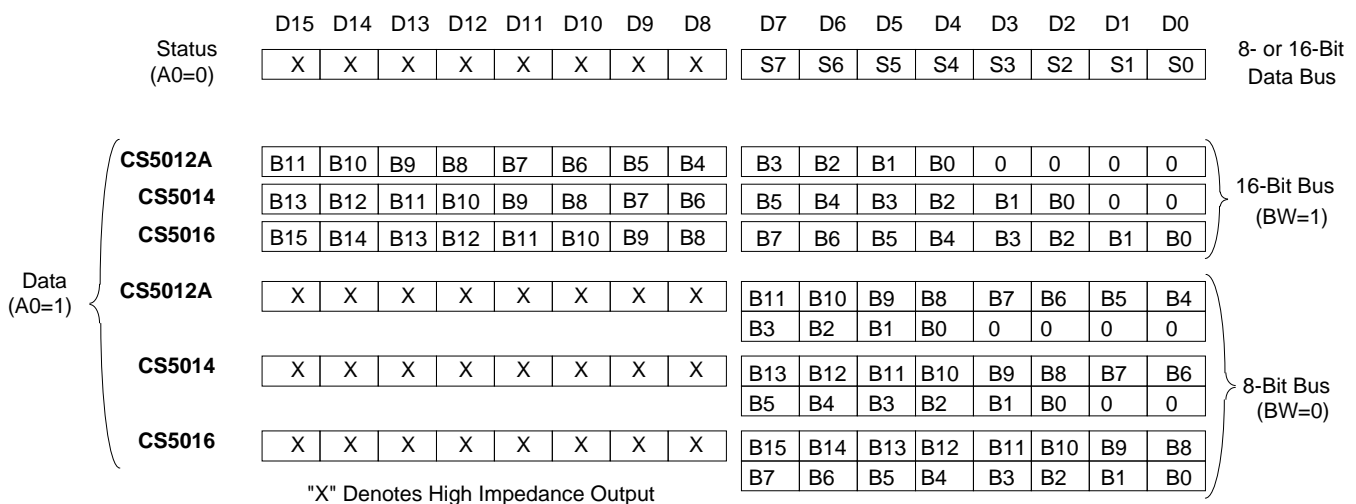 D15 D14 D13 D12 D11 D10 D9 D8 D7 D6 D5 D4 D3 D2 D1 D0
Status
(A0=0)
X X X X X X X X S7 S6 S5 S4 S3 S2 S1 S0
8- or 16-Bit
Data Bus
CS5012A B11 B10 B9 B8 B7 B6 B5 B4 B3 B2 B1 B0 0 0 0 0
CS5014 B13 B12 B11 B10 B9 B8 B7 B6 B5 B4 B3 B2 B1 B0 0 0
CS5016 B15 B14 B13 B12 B11 B10 B9 B8 B7 B6 B5 B4 B3 B2 B1 B0
16-Bit Bus
(BW=1)
Data
(A0=1)
CS5012A X X X X X X X X B11 B10 B9 B8 B7 B6 B5 B4
B3 B2 B1 B0 0 0 0 0
CS5014 X X X X X X X X B13 B12 B11 B10 B9 B8 B7 B6
B5 B4 B3 B2 B1 B0 0 0
8-Bit Bus
(BW=0)
CS5016 X X X X X X X X B15 B14 B13 B12 B11 B10 B9 B8
B7 B6 B5 B4 B3 B2 B1 B0
"X" Denotes High Impedance Output